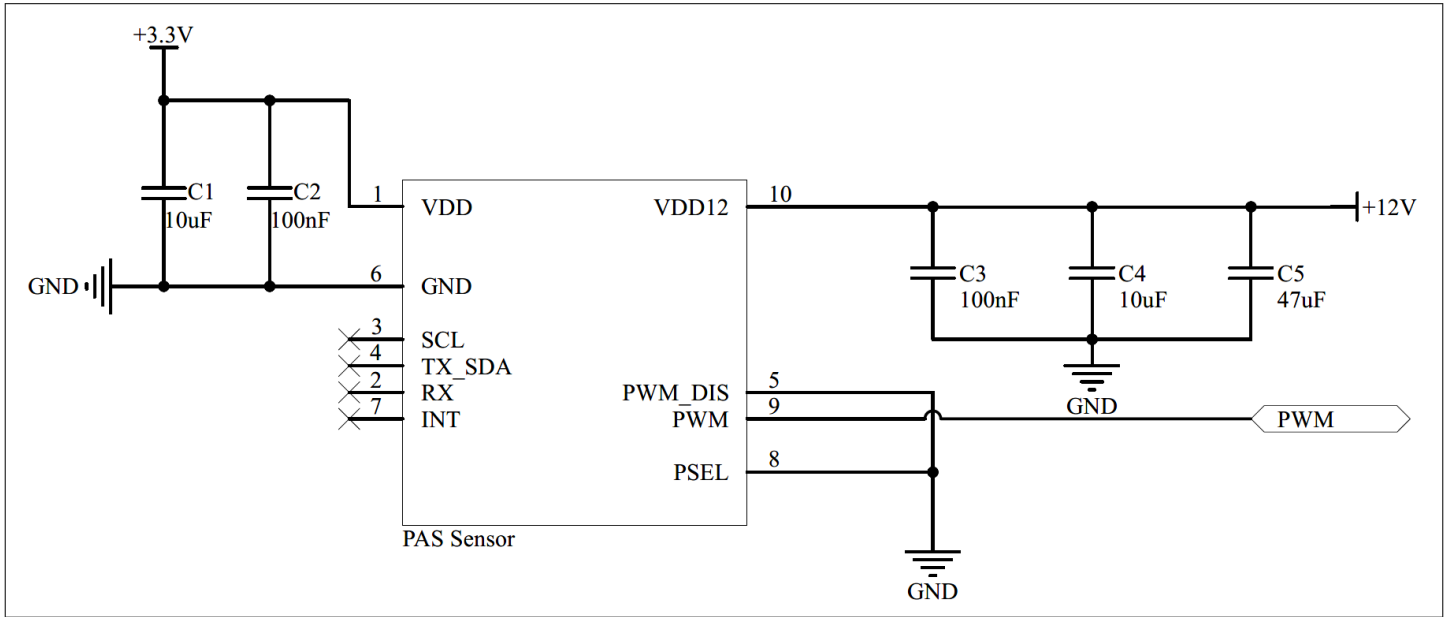 +3.3V
C1
10uF
C2
100nF
GND
1
VDD
6
GND
3
SCL
4
TX_SDA
2
RX
7
INT
VDD12
10
+12V
C3
100nF
C4
10uF
C5
47uF
GND
PWM_DIS
5
PWM
9
PWM
PSEL
8
GND
PAS Sensor